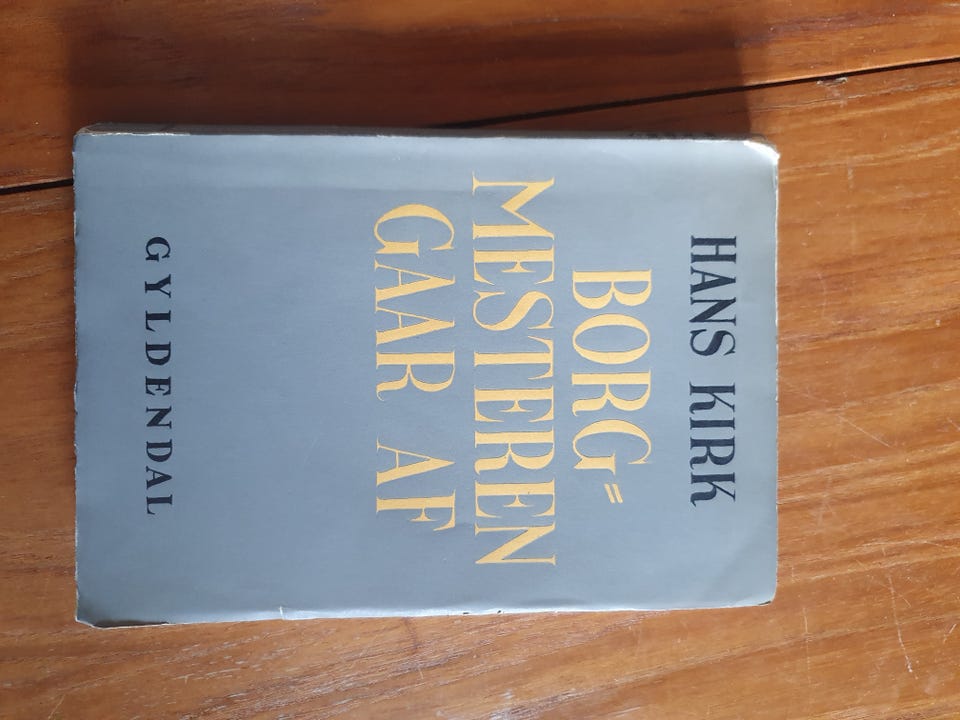 HANS KIRK
BORG=
MESTEREN
GAAR AF
GYLDENDAL